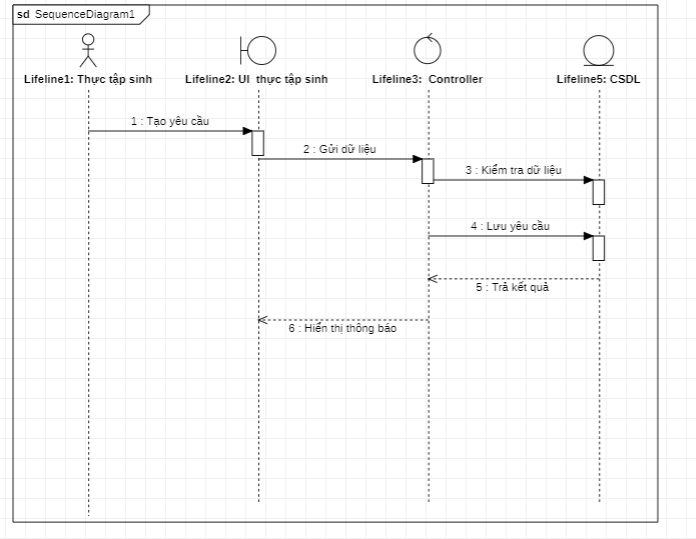 sd SequenceDiagram1
Lifeline1: Thực tập sinh
Lifeline2: UI thực tập sinh
Lifeline3: Controller
Lifeline5: CSDL
1 : Tạo yêu cầu
2 : Gửi dữ liệu
3 : Kiểm tra dữ liệu
4 : Lưu yêu cầu
5 : Trả kết quả
6 : Hiển thị thông báo